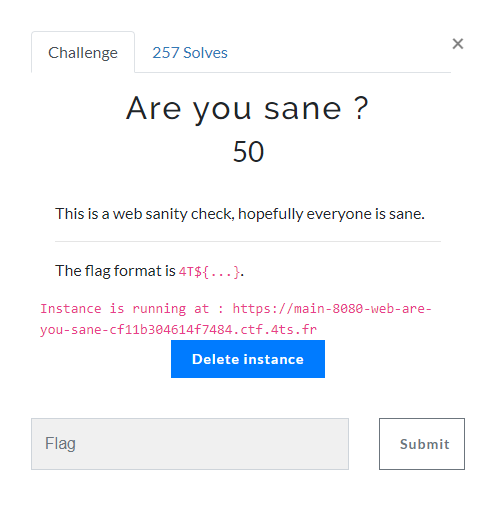 Challenge
257 Solves
×
Are you sane ?
50
This is a web sanity check, hopefully everyone is sane.
The flag format is 4T${...}.
Instance is running at : https://main-8080-web-are-
you-sane-cf11b304614f7484.ctf.4ts.fr
Delete instance
Flag
Submit